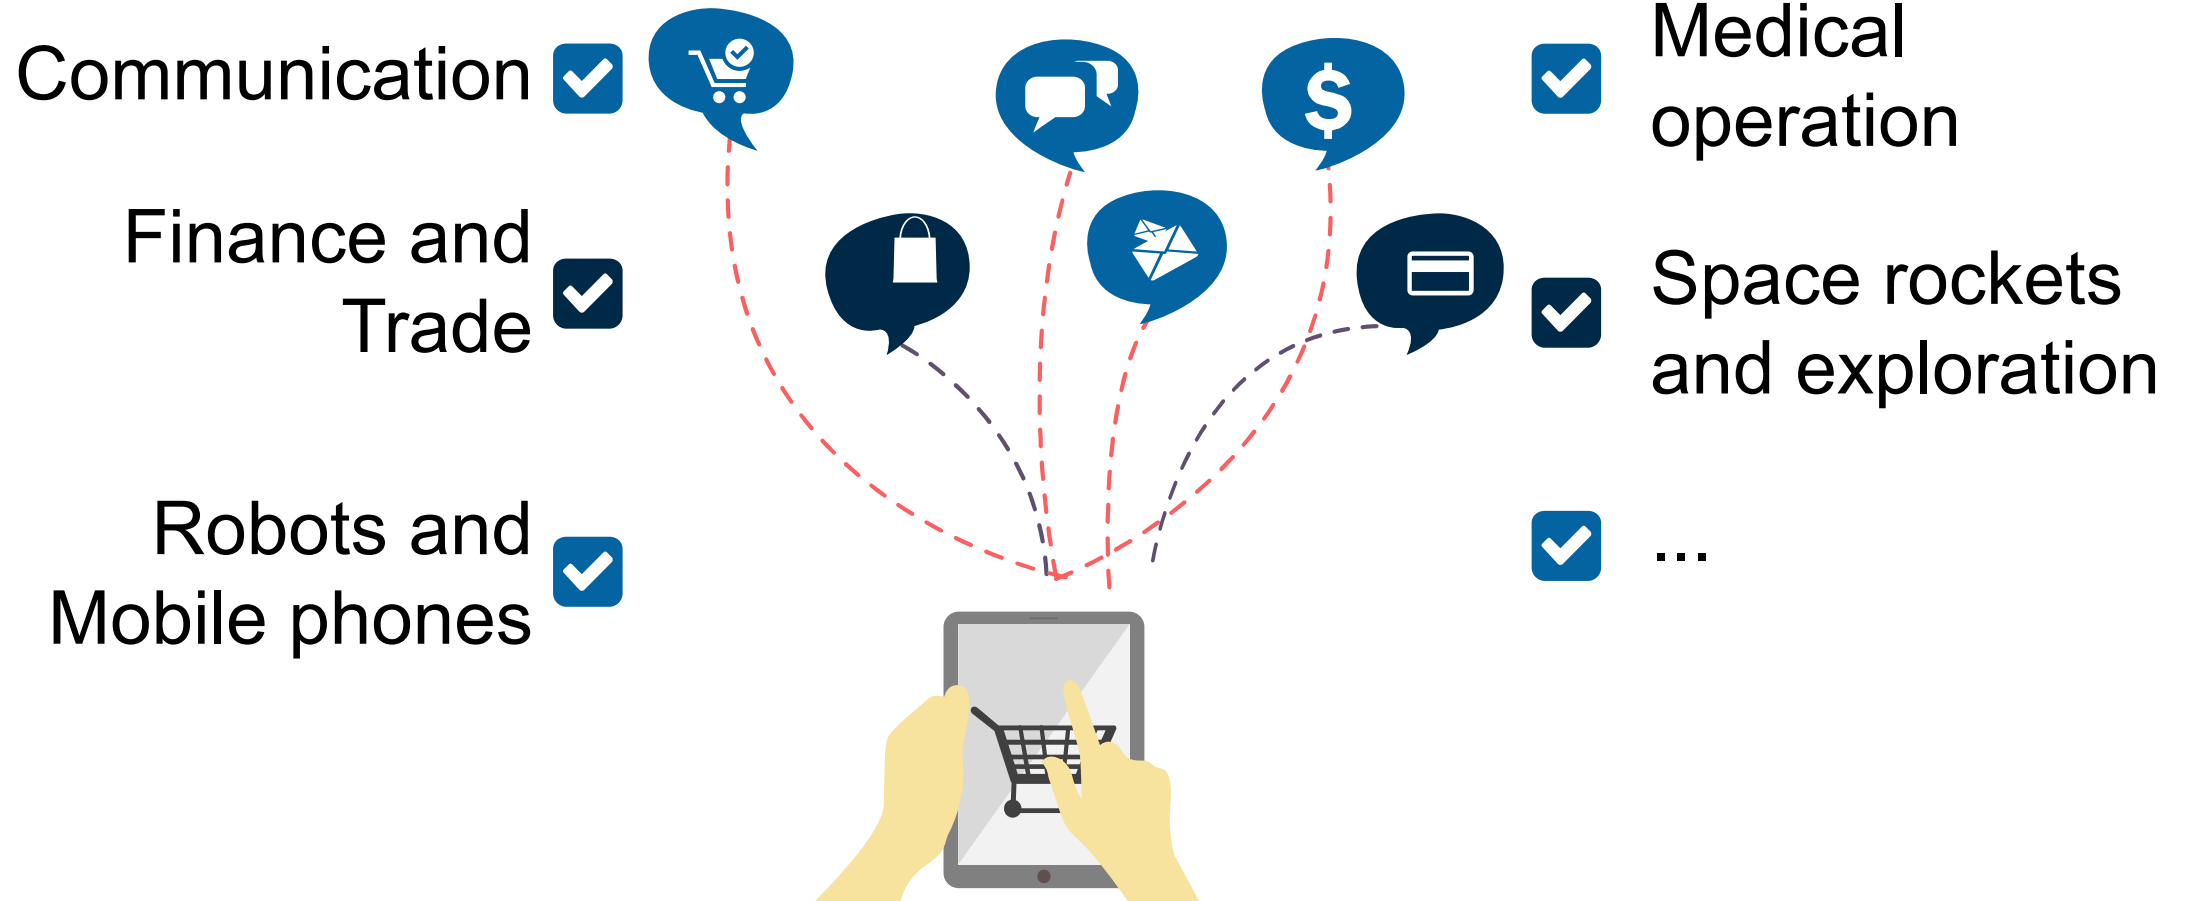 Communication
Finance and
Trade
Robots and
Mobile phones
Medical
operation
Space rockets
and exploration
...